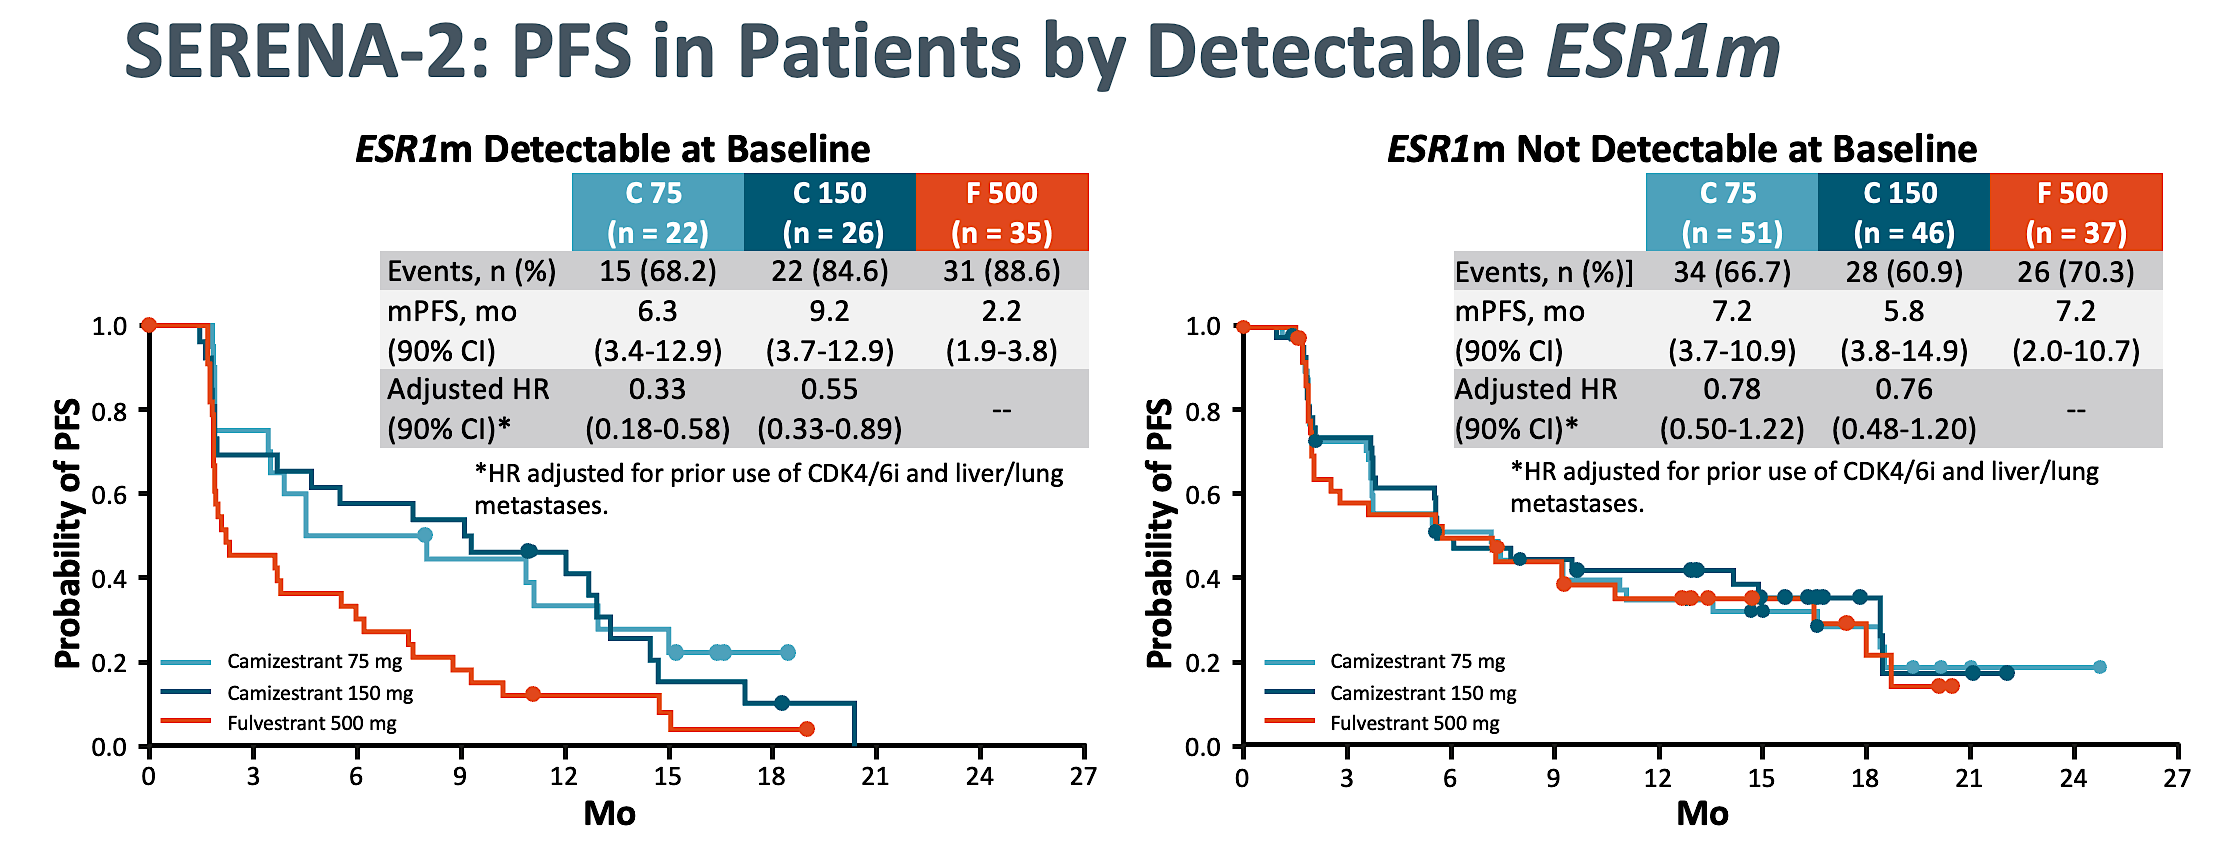 SERENA-2: PFS in Patients by Detectable ESR1m
ESR1m Detectable at Baseline
C 75 C 150 F 500
(n = 22) (n = 26) (n = 35)
Events, n (%) 15 (68.2) 22 (84.6) 31 (88.6)
mPFS, mo 6.3 9.2 2.2
(90% CI) (3.4-12.9) (3.7-12.9) (1.9-3.8)
Adjusted HR 0.33 0.55 --
(90% CI)* (0.18-0.58) (0.33-0.89)
*HR adjusted for prior use of CDK4/6i and liver/lung
metastases.
Probability of PFS
1.0
0.8
0.6
0.4
0.2
0.0
Camizestrant 75 mg
Camizestrant 150 mg
Fulvestrant 500 mg
0 3 6 9 12 15 18 21 24 27
Mo
ESR1m Not Detectable at Baseline
C 75 C 150 F 500
(n = 51) (n = 46) (n = 37)
Events, n (%)] 34 (66.7) 28 (60.9) 26 (70.3)
mPFS, mo 7.2 5.8 7.2
(90% CI) (3.7-10.9) (3.8-14.9) (2.0-10.7)
Adjusted HR 0.78 0.76 --
(90% CI)* (0.50-1.22) (0.48-1.20)
*HR adjusted for prior use of CDK4/6i and liver/lung
metastases.
Probability of PFS
1.0
0.8
0.6
0.4
0.2
0.0
Camizestrant 75 mg
Camizestrant 150 mg
Fulvestrant 500 mg
0 3 6 9 12 15 18 21 24 27
Mo